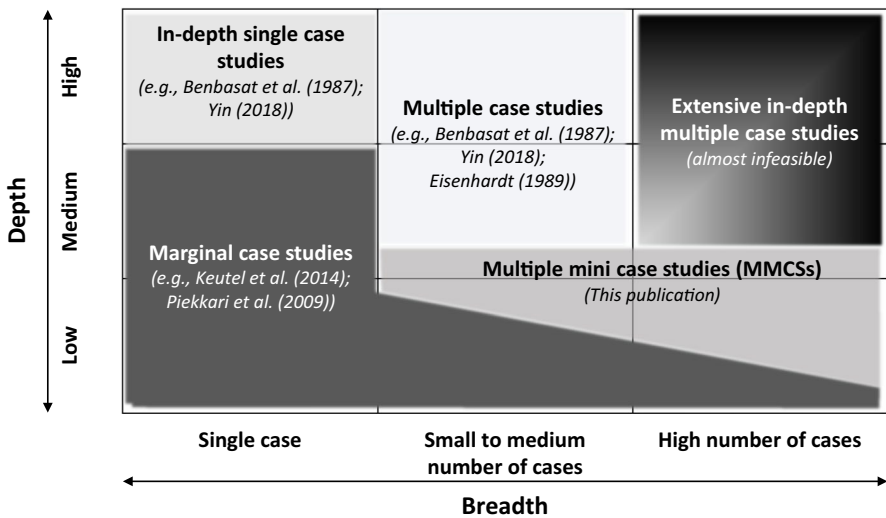 Depth
High
Medium
Low
In-depth single case
studies
(e.g., Benbasat et al. (1987);
Yin (2018))
Multiple case studies
(e.g., Benbasat et al. (1987);
Yin (2018);
Eisenhardt (1989))
Extensive in-depth
multiple case studies
(almost infeasible)
Marginal case studies
(e.g., Keutel et al. (2014);
Piekkari et al. (2009))
Multiple mini case studies (MMCSs)
(This publication)
Single case
Small to medium
number of cases
High number of cases
Breadth